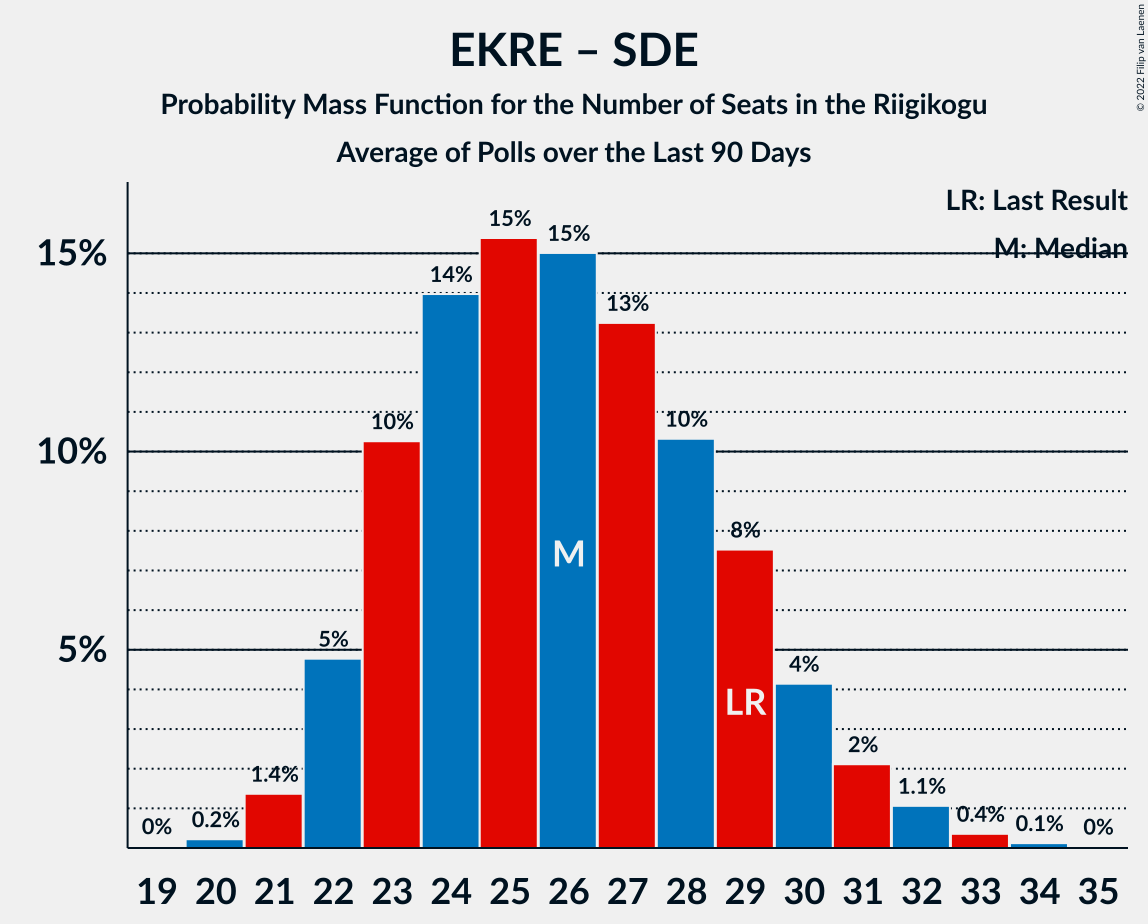 EKRE – SDE
Probability Mass Function for the Number of Seats in the Riigikogu
Average of Polls over the Last 90 Days
© 2022 Filip van Laenen
LR: Last Result
M: Median
15%
10%
5%
0%
0.2%
1.4%
5%
10%
14%
15%
15%
13%
10%
8%
4%
2%
1.1%
0.4%
0.1%
0%
M
LR
19 20 21 22 23 24 25 26 27 28 29 30 31 32 33 34 35